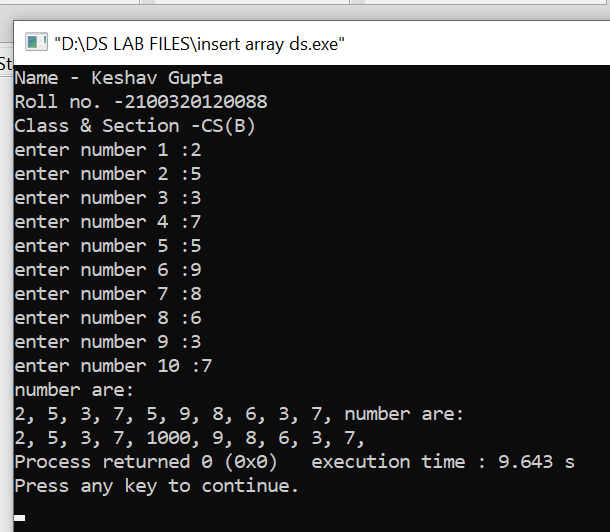 "D:\DS LAB FILES\insert array ds.exe"
St
Name - Keshav Gupta
Roll no. -2100320120088
Class & Section -CS(B)
enter number 1 :2
enter number 2 :5
enter number 3 :3
enter number 4 :7
enter number 5 :5
enter number 6 :9
enter number 7 :8
enter number 8 :6
enter number 9 :3
enter number 10 :7
number are:
2, 5, 3, 7, 5, 9, 8, 6, 3, 7, number are:
2, 5, 3, 7, 1000, 9, 8, 6, 3, 7,
Process returned 0 (0x0)   execution time : 9.643 s
Press any key to continue.